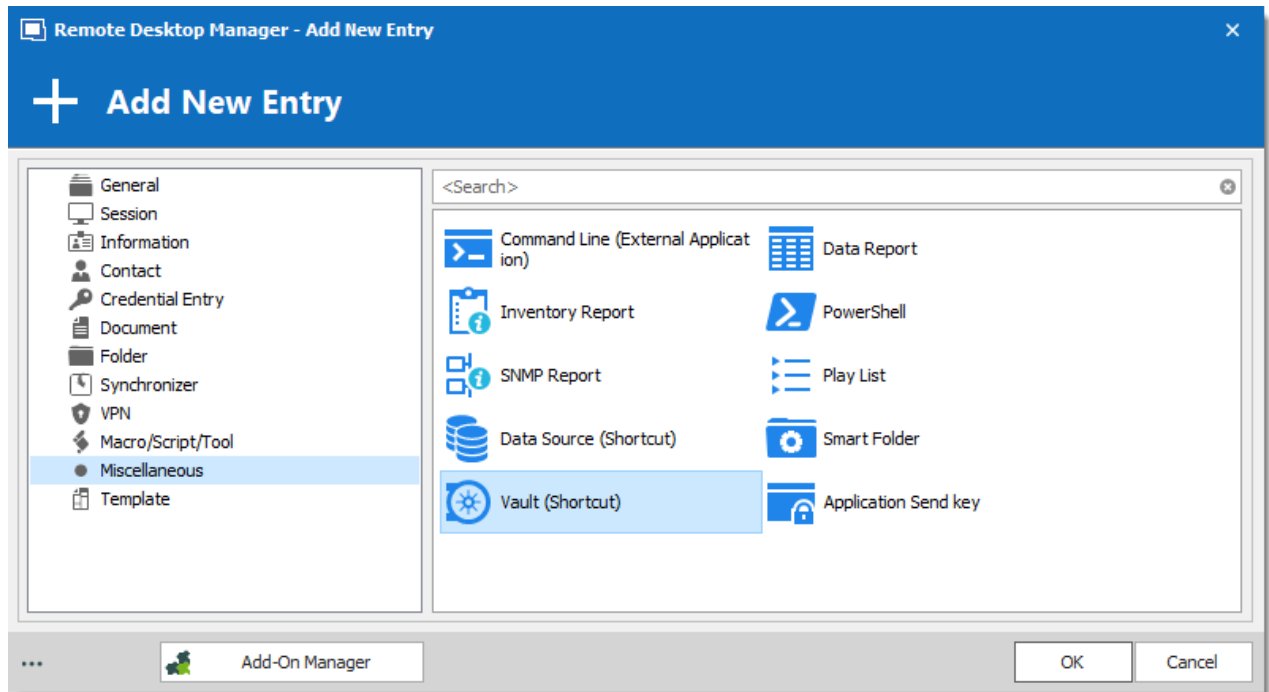 Remote Desktop Manager - Add New Entry
Add New Entry
General
Session
Information
Contact
Credential Entry
Document
Folder
Synchronizer
VPN
Macro/Script/Tool
Miscellaneous
Template
<Search>
Command Line (External Applicat
ion)
Data Report
Inventory Report
PowerShell
SNMP Report
Play List
Data Source (Shortcut)
Smart Folder
Vault (Shortcut)
Application Send key
...
Add-On Manager
OK
Cancel